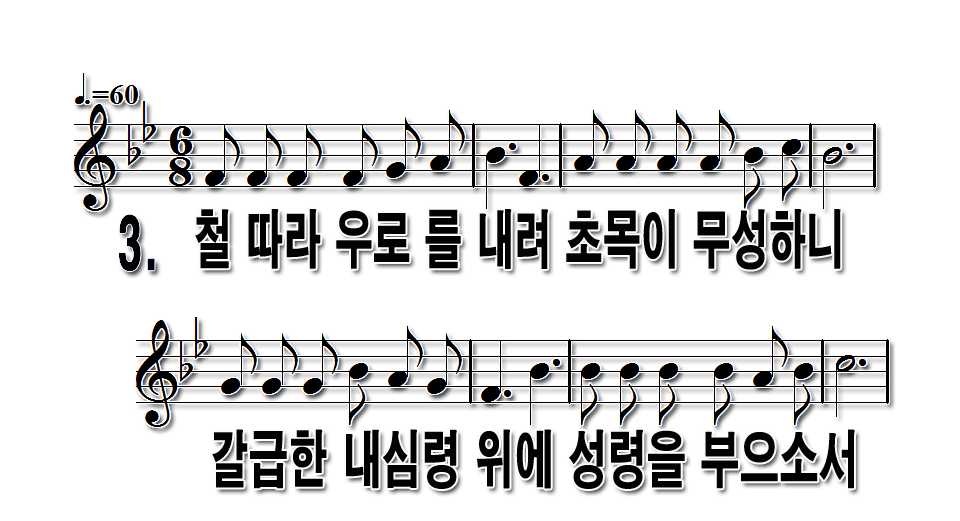 ♩.=60
6
8
3. 철 따라 우로 를 내려 초목이 무성하니
갈급한 내심령 위에 성령을 부으소서